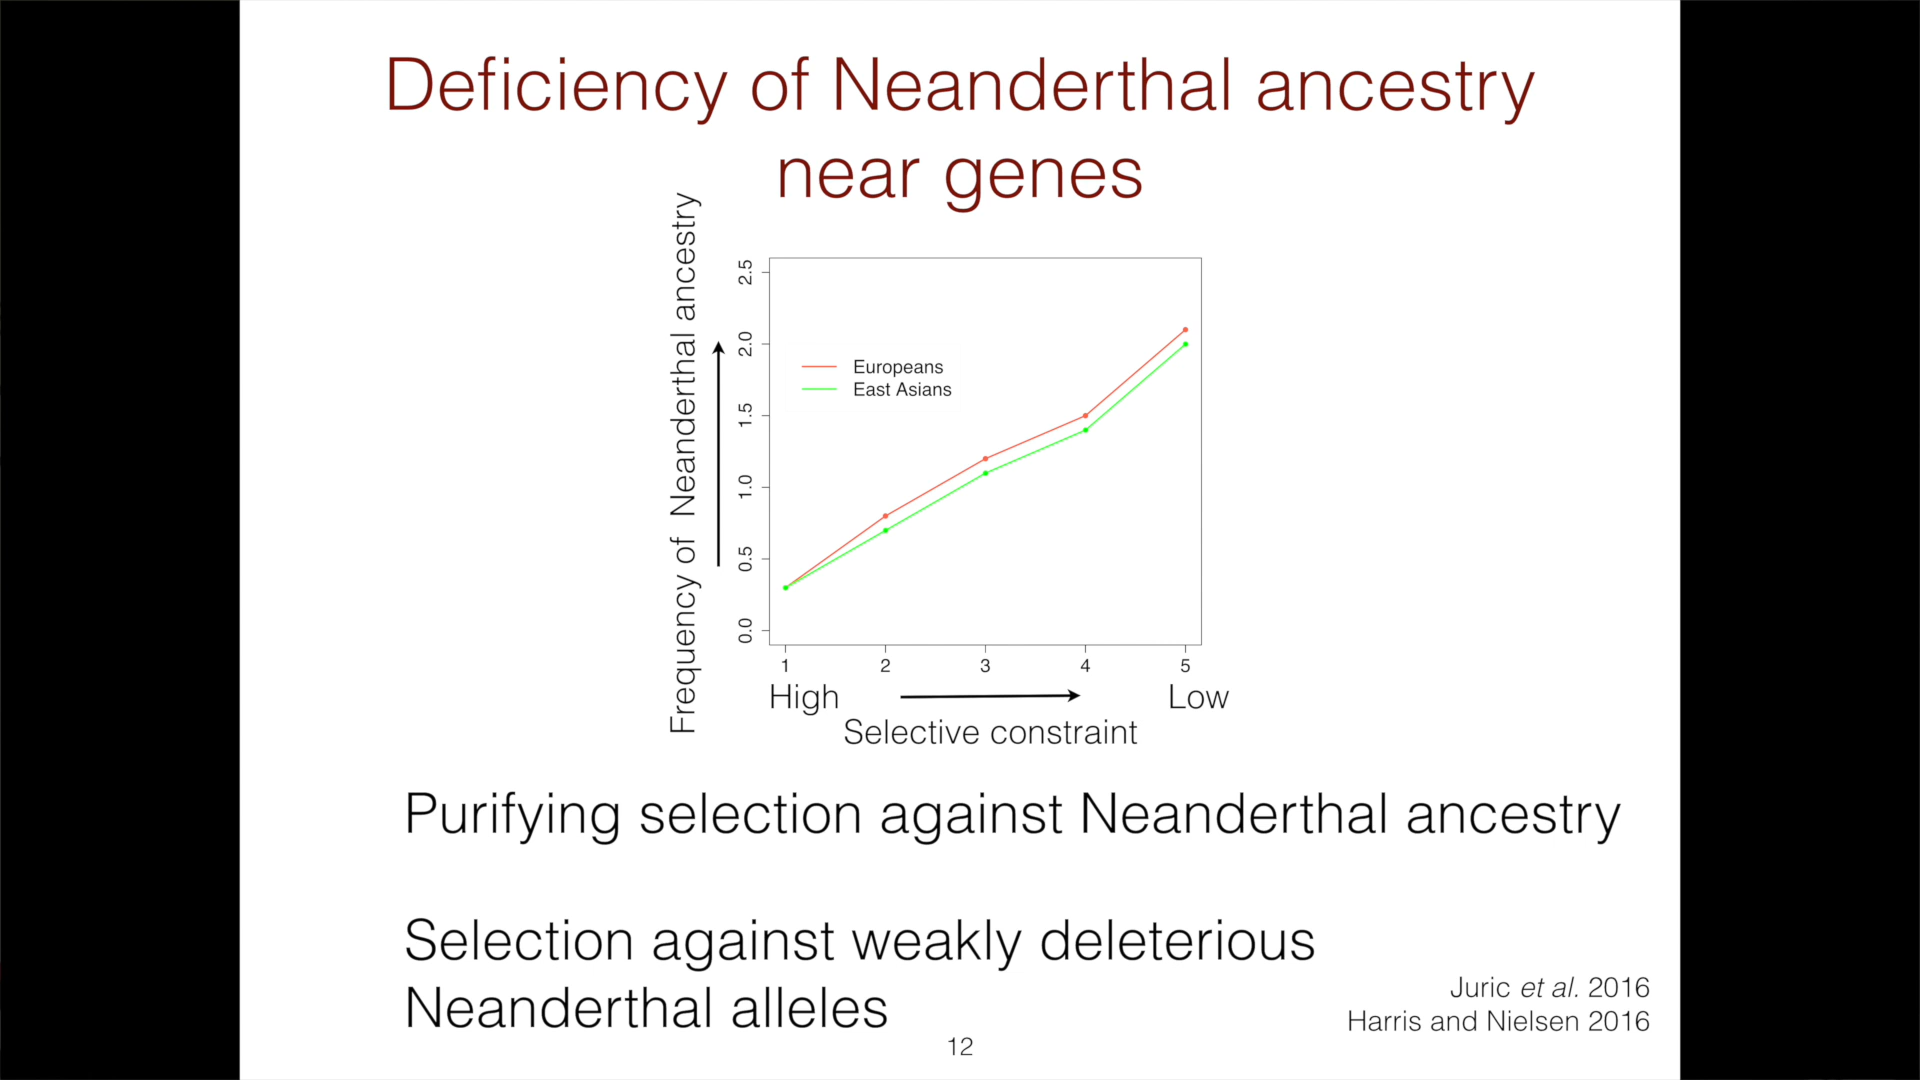 Deficiency of Neanderthal ancestry
near genes
Frequency of Neanderthal ancestry
2.5
2.0
1.5
1.0
0.5
0.0
Europeans
East Asians
1 2 3 4 5
High Low
Selective constraint
Purifying selection against Neanderthal ancestry
Selection against weakly deleterious
Neanderthal alleles
Juric et al. 2016
Harris and Nielsen 2016
12